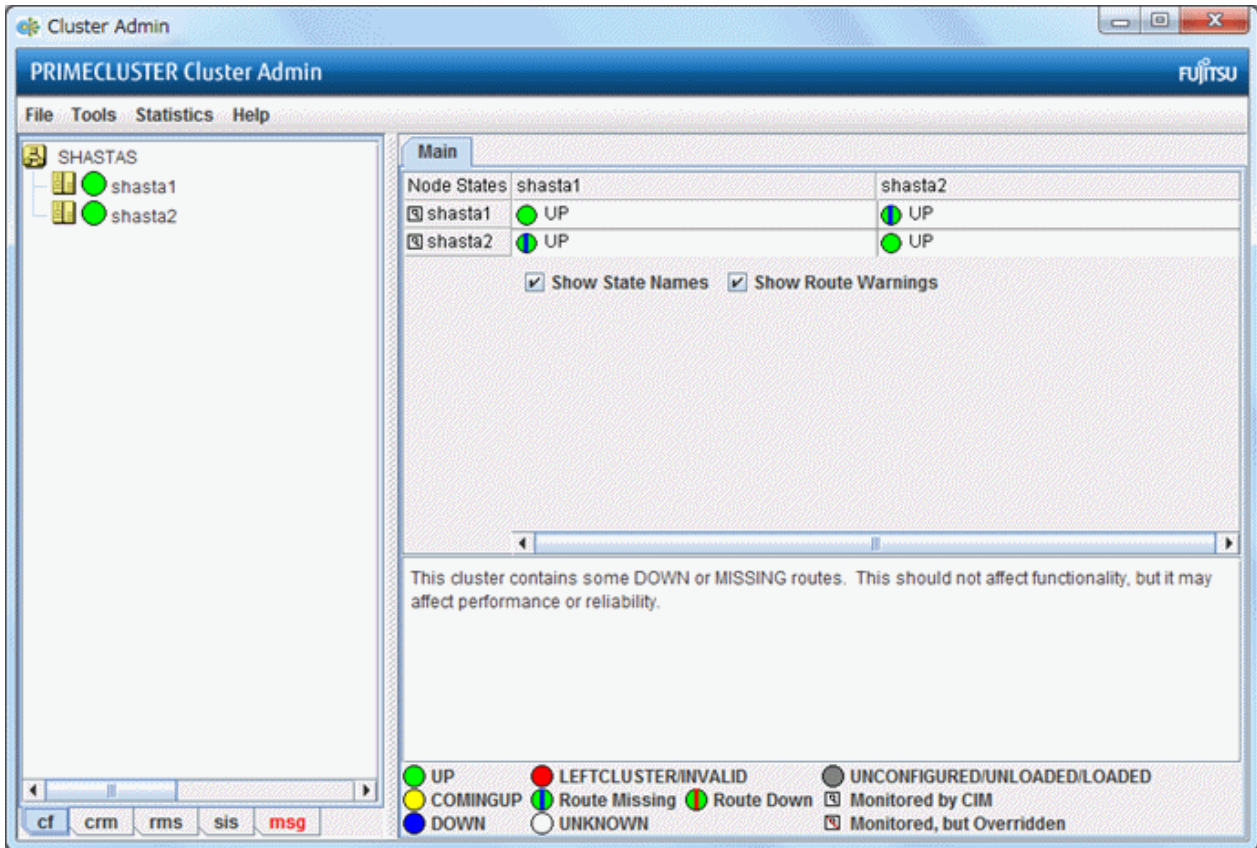 Cluster Admin
PRIMECLUSTER Cluster Admin
FUJITSU
File Tools Statistics Help
SHASTAS
shasta1
shasta2
Main
Node States shasta1 shasta2
shasta1 UP UP
shasta2 UP UP
Show State Names Show Route Warnings
This cluster contains some DOWN or MISSING routes. This should not affect functionality, but it may
affect performance or reliability.
UP LEFTCLUSTER/INVALID UNCONFIGURED/UNLOADED/LOADED
COMINGUP Route Missing Route Down Monitored by CIM
DOWN UNKNOWN Monitored, but Overridden
cf crm rms sis msg